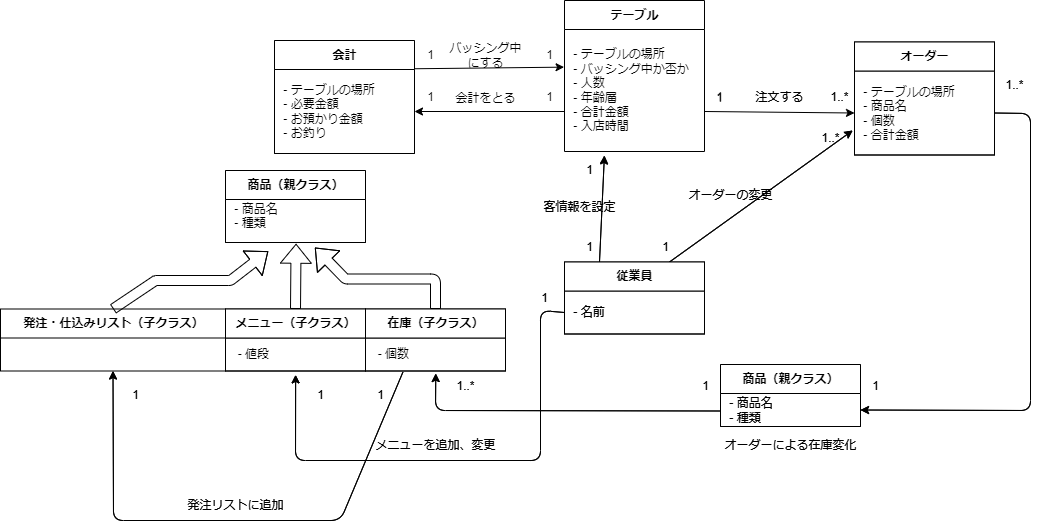 テーブル
- テーブルの場所
- バッシング中か否か
- 人数
- 年齢層
- 合計金額
- 入店時間
会計
- テーブルの場所
- 必要金額
- お預かり金額
- お釣り
1
バッシング中
にする
1
1
会計をとる
1
オーダー
- テーブルの場所
- 商品名
- 個数
- 合計金額
1
注文する
1..*
1..*
1..*
商品（親クラス）
- 商品名
- 種類
1
客情報を設定
1
オーダーの変更
1
従業員
- 名前
1
発注・仕込みリスト（子クラス）
メニュー（子クラス）
- 値段
在庫（子クラス）
- 個数
商品（親クラス）
- 商品名
- 種類
1
1
1
1..*
1
1
オーダーによる在庫変化
メニューを追加、変更
発注リストに追加